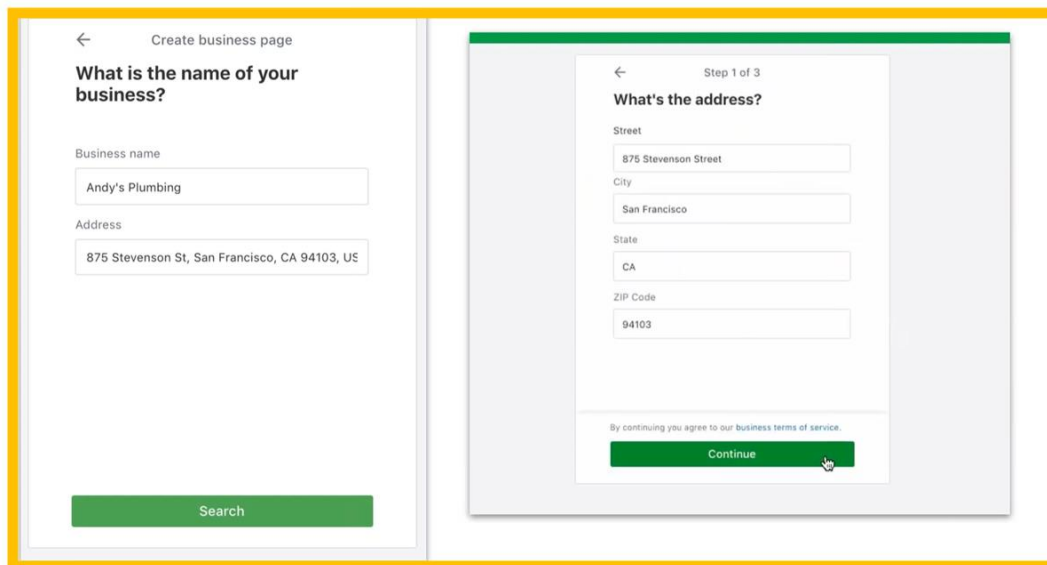 Create business page
What is the name of your
business?
Business name
Andy's Plumbing
Address
875 Stevenson St, San Francisco, CA 94103, US
Search
Step 1 of 3
What's the address?
Street
875 Stevenson Street
City
San Francisco
State
CA
ZIP Code
94103
By continuing you agree to our business terms of service.
Continue